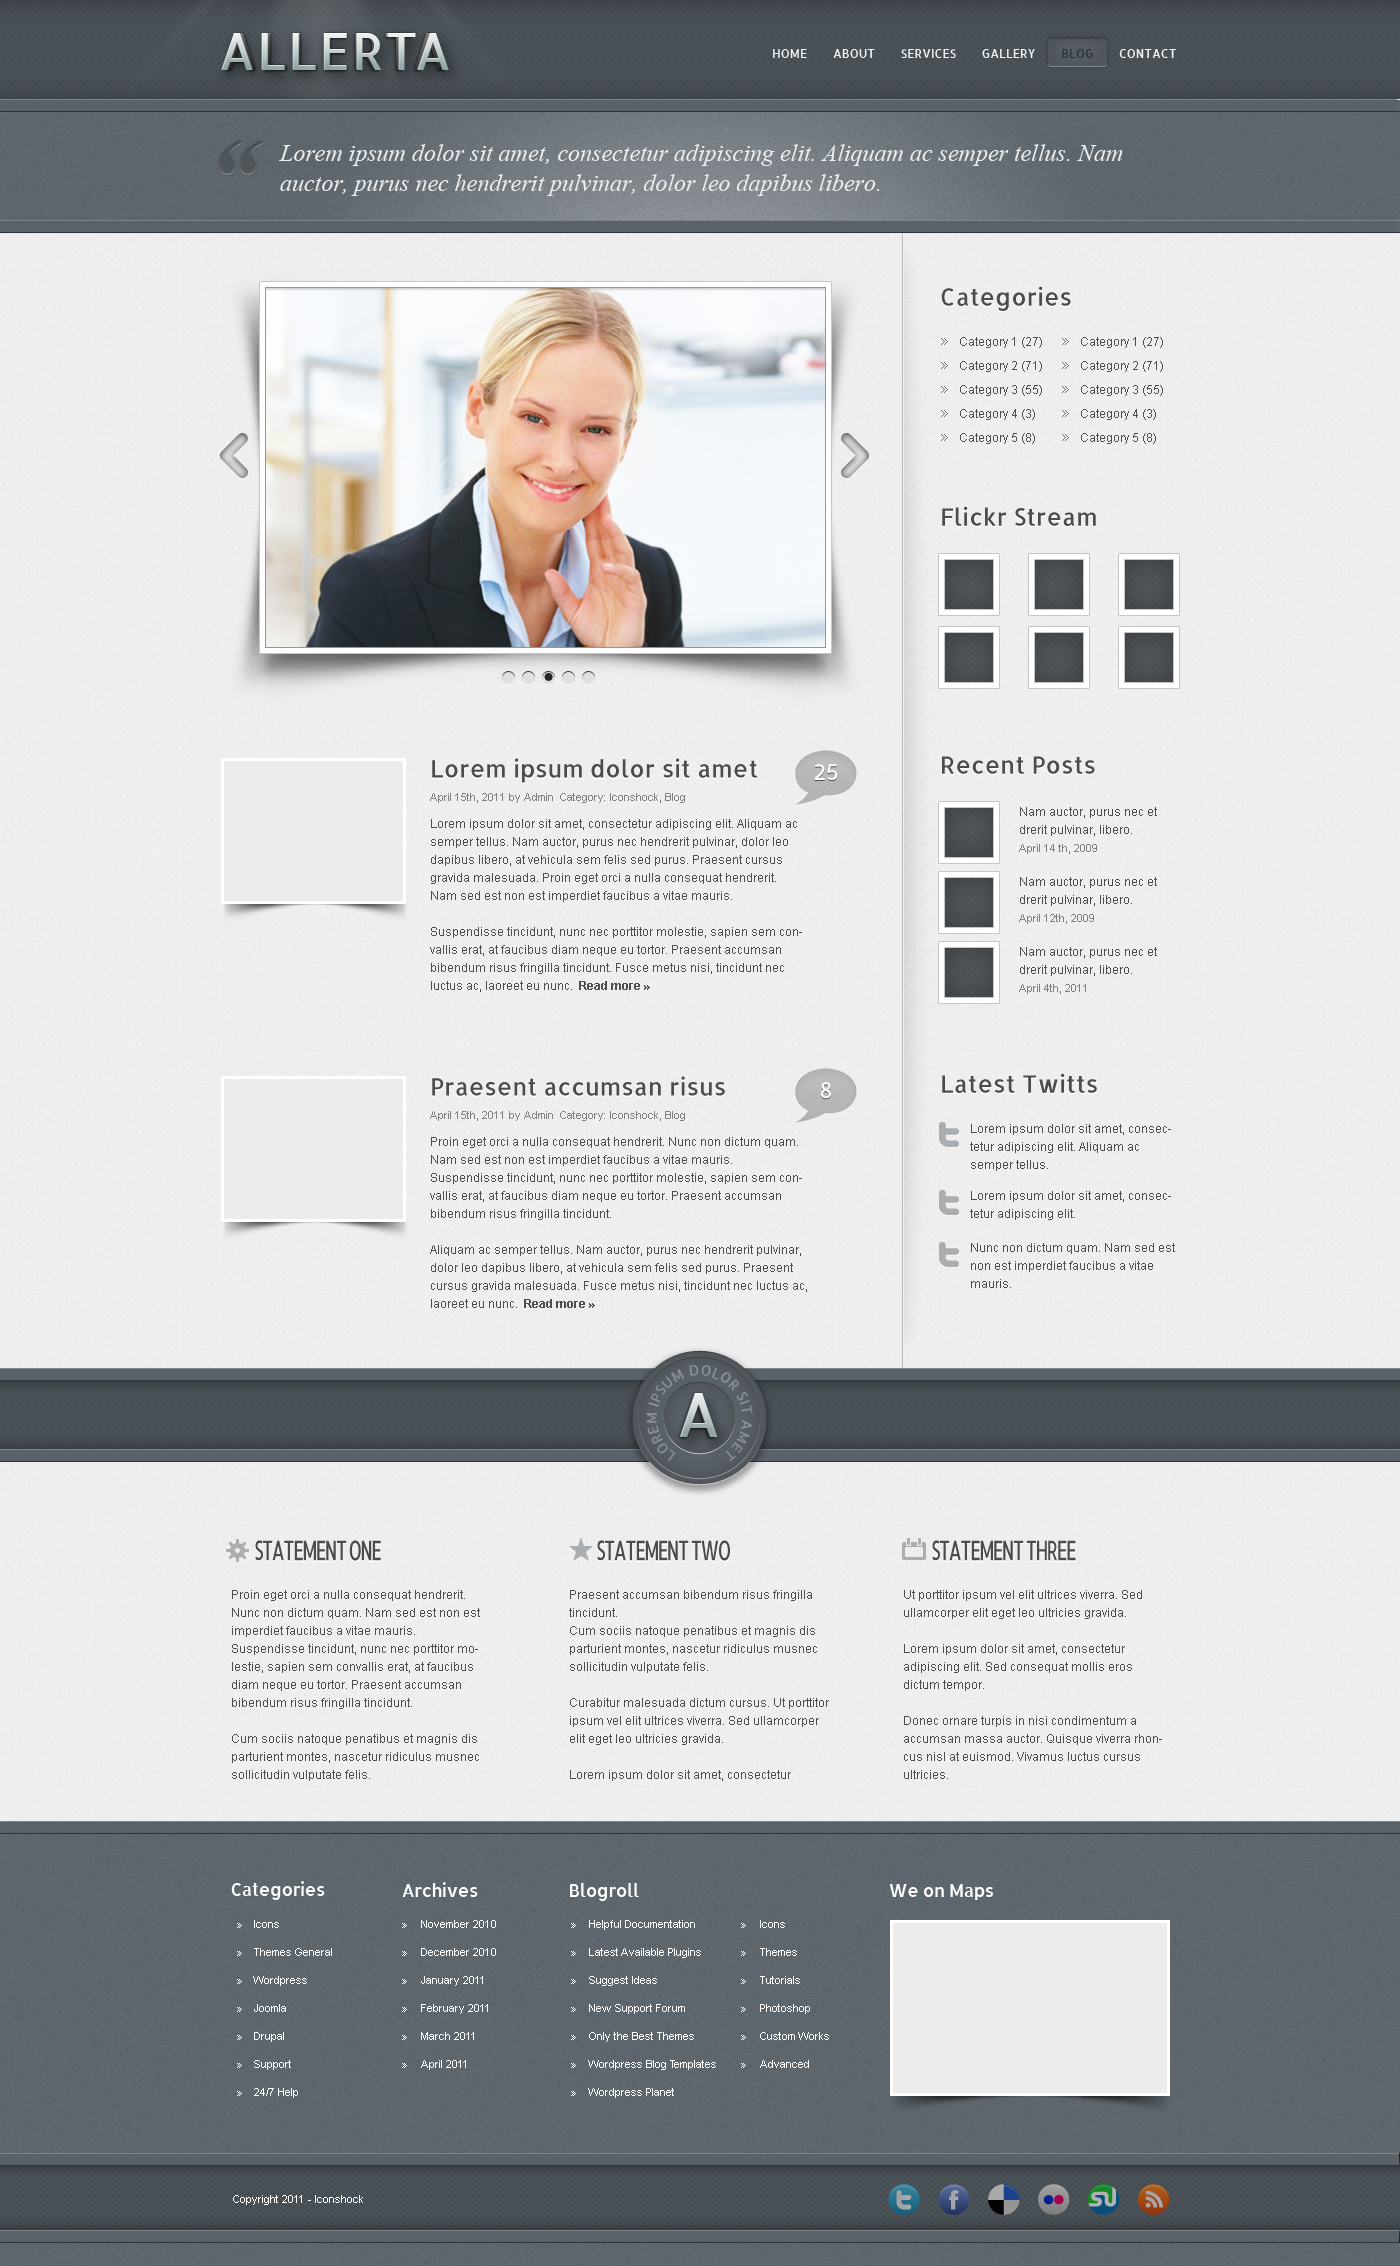 ALLERTA
HOME ABOUT SERVICES GALLERY BLOG CONTACT
“ Lorem ipsum dolor sit amet, consectetur adipiscing elit. Aliquam ac semper tellus. Nam
auctor, purus nec hendrerit pulvinar, dolor leo dapibus libero.
Lorem ipsum dolor sit amet
25
April 15th, 2011 by Admin Category: Iconshock, Blog
Lorem ipsum dolor sit amet, consectetur adipiscing elit. Aliquam ac
semper tellus. Nam auctor, purus nec hendrerit pulvinar, dolor leo
dapibus libero, at vehicula sem felis sed purus. Praesent cursus
gravida malesuada. Proin eget orci a nulla consequat hendrerit.
Nam sed est non est imperdiet faucibus a vitae mauris.
Suspendisse tincidunt, nunc nec porttitor molestie, sapien sem con-
vallis erat, at faucibus diam neque eu tortor. Praesent accumsan
bibendum risus fringilla tincidunt. Fusce metus nisi, tincidunt nec
luctus ac, laoreet eu nunc. Read more »
Praesent accumsan risus
8
April 15th, 2011 by Admin Category: Iconshock, Blog
Proin eget orci a nulla consequat hendrerit. Nunc non dictum quam.
Nam sed est non est imperdiet faucibus a vitae mauris.
Suspendisse tincidunt, nunc nec porttitor molestie, sapien sem con-
vallis erat, at faucibus diam neque eu tortor. Praesent accumsan
bibendum risus fringilla tincidunt.
Aliquam ac semper tellus. Nam auctor, purus nec hendrerit pulvinar,
dolor leo dapibus libero, at vehicula sem felis sed purus. Praesent
cursus gravida malesuada. Fusce metus nisi, tincidunt nec luctus ac,
laoreet eu nunc. Read more »
Categories
» Category 1 (27) » Category 1 (27)
» Category 2 (71) » Category 2 (71)
» Category 3 (55) » Category 3 (55)
» Category 4 (3) » Category 4 (3)
» Category 5 (8) » Category 5 (8)
Flickr Stream
Recent Posts
Nam auctor, purus nec et
drerit pulvinar, libero.
April 14 th, 2009
Nam auctor, purus nec et
drerit pulvinar, libero.
April 12th, 2009
Nam auctor, purus nec et
drerit pulvinar, libero.
April 4th, 2011
Latest Twitts
Lorem ipsum dolor sit amet, consec-
tetur adipiscing elit. Aliquam ac
semper tellus.
Lorem ipsum dolor sit amet, consec-
tetur adipiscing elit.
Nunc non dictum quam. Nam sed est
non est imperdiet faucibus a vitae
mauris.
LOREM IPSUM DOLOR SIT AMET
A
STATEMENT ONE
Proin eget orci a nulla consequat hendrerit.
Nunc non dictum quam. Nam sed est non est
imperdiet faucibus a vitae mauris.
Suspendisse tincidunt, nunc nec porttitor mo-
lestie, sapien sem convallis erat, at faucibus
diam neque eu tortor. Praesent accumsan
bibendum risus fringilla tincidunt.
Cum sociis natoque penatibus et magnis dis
parturient montes, nascetur ridiculus musnec
sollicitudin vulputate felis.
STATEMENT TWO
Praesent accumsan bibendum risus fringilla
tincidunt.
Cum sociis natoque penatibus et magnis dis
parturient montes, nascetur ridiculus musnec
sollicitudin vulputate felis.
Curabitur malesuada dictum cursus. Ut porttitor
ipsum vel elit ultrices viverra. Sed ullamcorper
elit eget leo ultricies gravida.
Lorem ipsum dolor sit amet, consectetur
STATEMENT THREE
Ut porttitor ipsum vel elit ultrices viverra. Sed
ullamcorper elit eget leo ultricies gravida.
Lorem ipsum dolor sit amet, consectetur
adipiscing elit. Sed consequat mollis eros
dictum tempor.
Donec ornare turpis in nisi condimentum a
accumsan massa auctor. Quisque viverra rhon-
cus nisl at euismod. Vivamus luctus cursus
ultricies.
Categories
» Icons
» Themes General
» Wordpress
» Joomla
» Drupal
» Support
» 24/7 Help
Archives
» November 2010
» December 2010
» January 2011
» February 2011
» March 2011
» April 2011
Blogroll
» Helpful Documentation
» Latest Available Plugins
» Suggest Ideas
» New Support Forum
» Only the Best Themes
» Wordpress Blog Templates
» Wordpress Planet
» Icons
» Themes
» Tutorials
» Photoshop
» Custom Works
» Advanced
We on Maps
Copyright 2011 - Iconshock